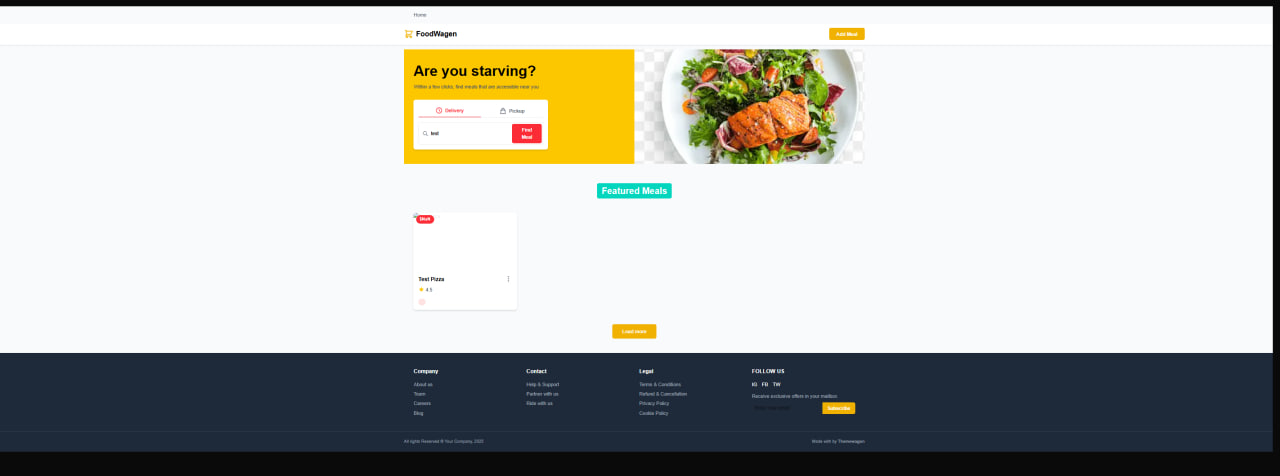 Home
FoodWagen
Add Meal
Are you starving?
Within a few clicks, find meals that are accessible near you
Delivery
Pickup
test
Find
Meal
Featured Meals
Test Pizza
4.5
Load more
Company
Contact
Legal
FOLLOW US
About us
Help & Support
Terms & Conditions
IG FB TW
Team
Partner with us
Refund & Cancellation
Receive exclusive offers in your mailbox
Careers
Ride with us
Privacy Policy
Subscribe
Blog
Cookie Policy
All rights Reserved © Your Company, 2025
Made with by Themewagon